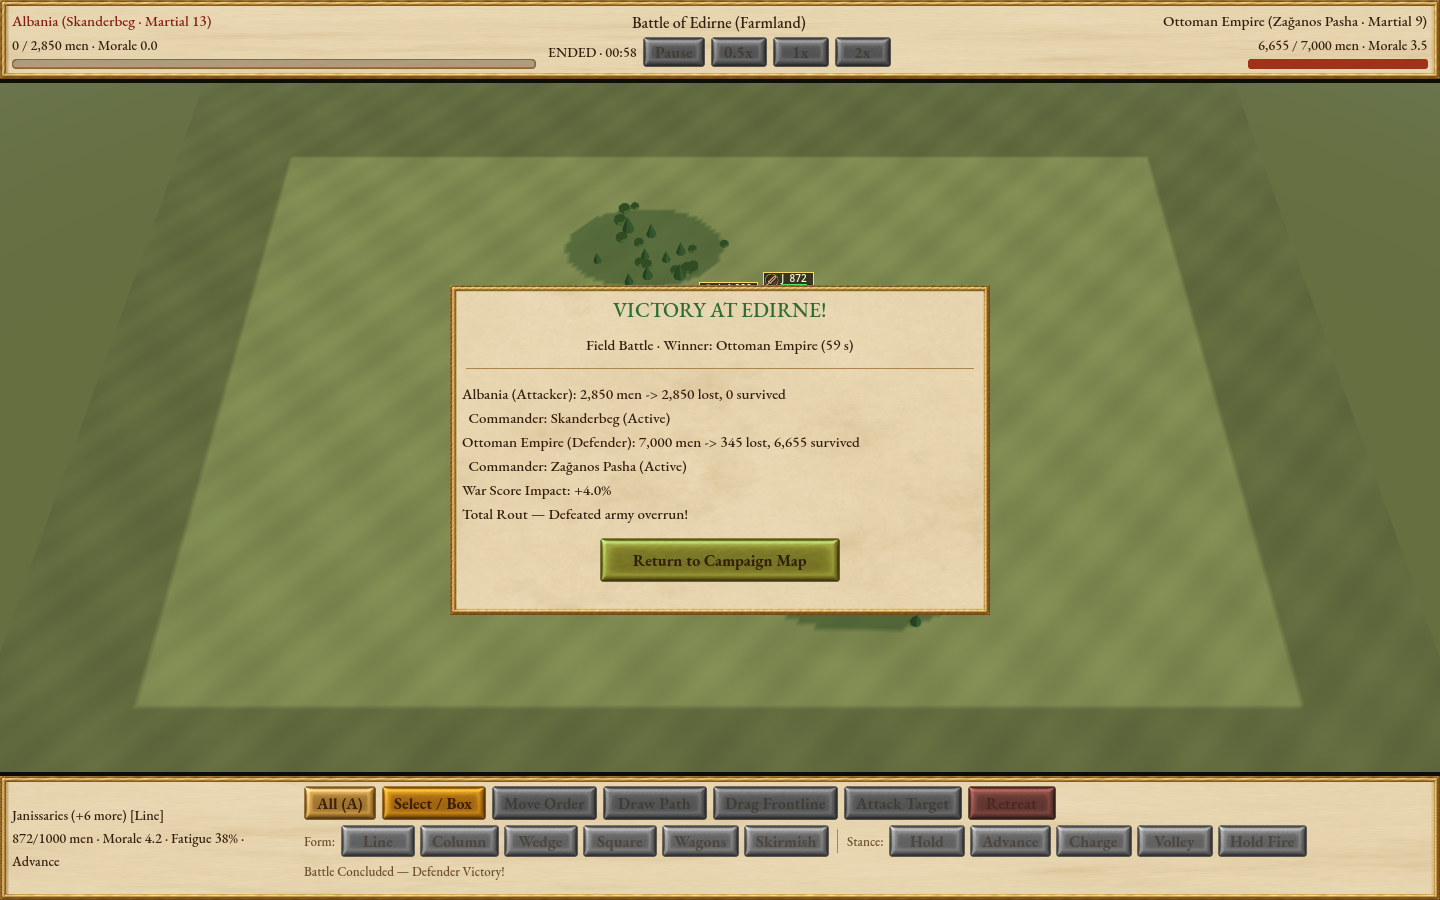 Albania (Skanderbeg · Martial 13)
0 / 2,850 men · Morale 0.0
Battle of Edirne (Farmland)
ENDED · 00:58 Pause 0.5x 1x 2x
Ottoman Empire (Zağanos Pasha · Martial 9)
6,655 / 7,000 men · Morale 3.5
J 872
VICTORY AT EDIRNE!
Field Battle · Winner: Ottoman Empire (59 s)
Albania (Attacker): 2,850 men -> 2,850 lost, 0 survived
Commander: Skanderbeg (Active)
Ottoman Empire (Defender): 7,000 men -> 345 lost, 6,655 survived
Commander: Zağanos Pasha (Active)
War Score Impact: +4.0%
Total Rout — Defeated army overrun!
Return to Campaign Map
Janissaries (+6 more) [Line]
872/1000 men · Morale 4.2 · Fatigue 38% ·
Advance
All (A) Select / Box Move Order Draw Path Drag Frontline Attack Target Retreat
Form: Line Column Wedge Square Wagons Skirmish Stance: Hold Advance Charge Volley Hold Fire
Battle Concluded — Defender Victory!